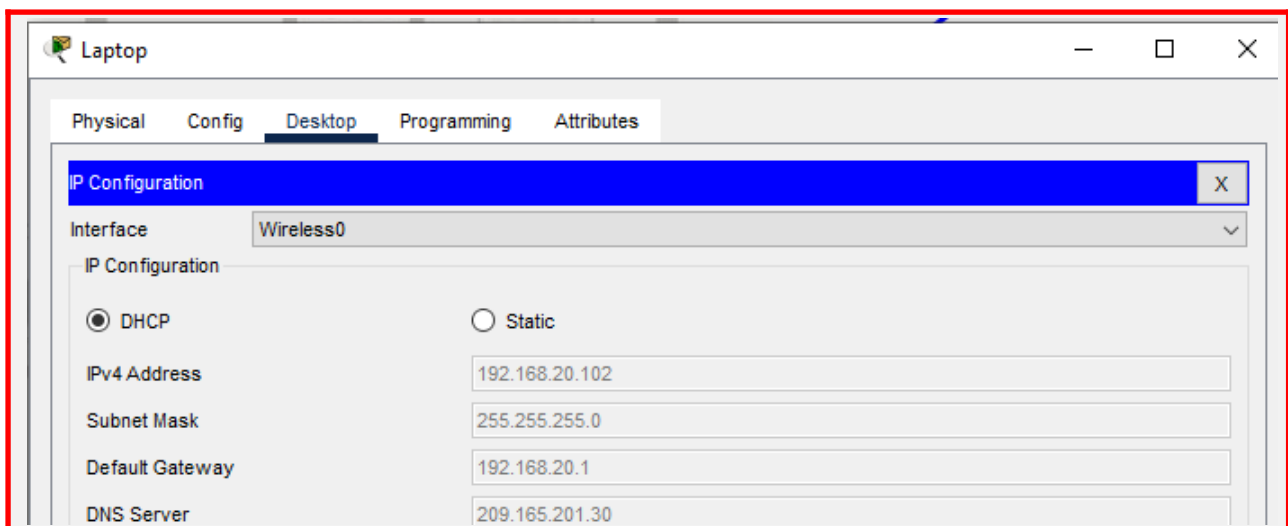 Laptop
Physical Config Desktop Programming Attributes
IP Configuration X
Interface Wireless0
IP Configuration
DHCP Static
IPv4 Address 192.168.20.102
Subnet Mask 255.255.255.0
Default Gateway 192.168.20.1
DNS Server 209.165.201.30